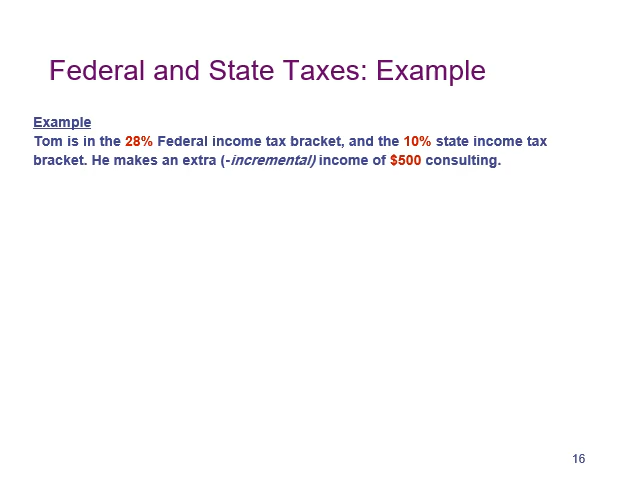 Federal and State Taxes: Example
Example
Tom is in the 28% Federal income tax bracket, and the 10% state income tax
bracket. He makes an extra (-incremental) income of $500 consulting.
16